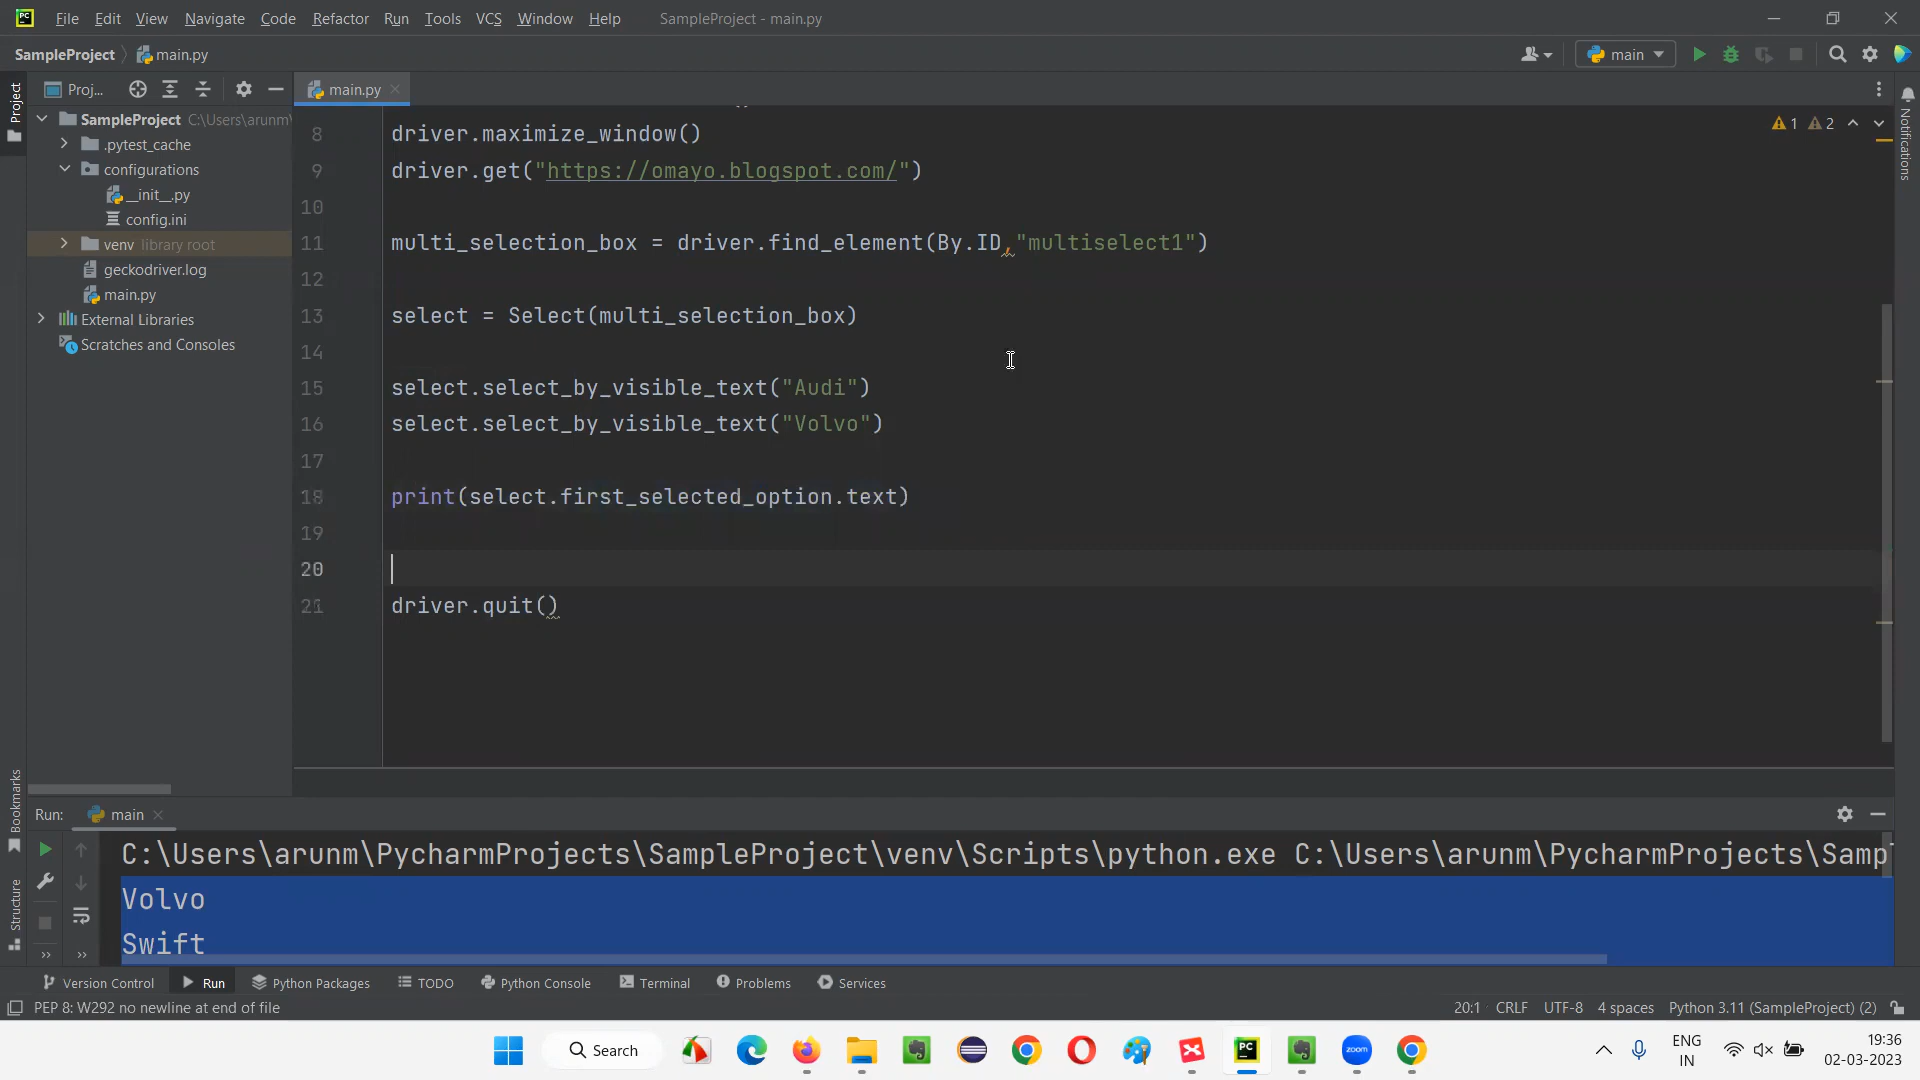 File Edit View Navigate Code Refactor Run Tools VCS Window Help SampleProject - main.py
SampleProject main.py
main
Project
Proj...
main.py
SampleProject C:\Users\arunm\
.pytest_cache
configurations
__init__.py
config.ini
venv library root
geckodriver.log
main.py
External Libraries
Scratches and Consoles
1 2
Notifications
8 driver.maximize_window()
9 driver.get("https://omayo.blogspot.com/")
10
11 multi_selection_box = driver.find_element(By.ID,"multiselect1")
12
13 select = Select(multi_selection_box)
14
15 select.select_by_visible_text("Audi")
16 select.select_by_visible_text("Volvo")
17
18 print(select.first_selected_option.text)
19
20
21 driver.quit()
Bookmarks
Structure
Run: main
C:\Users\arunm\PycharmProjects\SampleProject\venv\Scripts\python.exe C:\Users\arunm\PycharmProjects\Samp
Volvo
Swift
Version Control Run Python Packages TODO Python Console Terminal Problems Services
PEP 8: W292 no newline at end of file 20:1 CRLF UTF-8 4 spaces Python 3.11 (SampleProject) (2)
Search
zoom
ENG
IN
19:36
02-03-2023